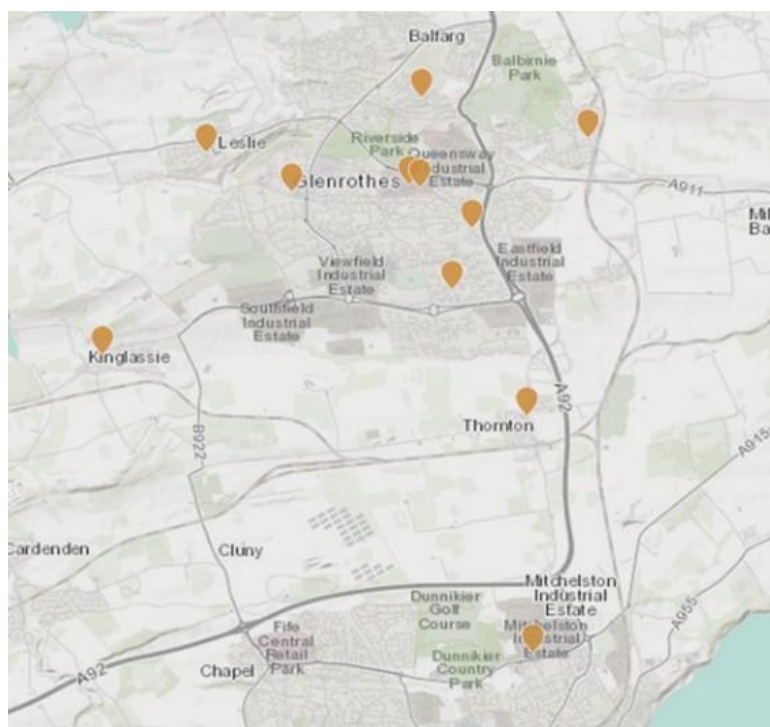 Balfarg
Balbirnie
Park
Leslie
Riverside
Park
Queensway
Industrial
Estate
Glenrothes
A911
Mil
Ba
Viewfield
Industrial
Estate
Eastfield
Industrial
Estate
Southfield
Industrial
Estate
Kinglassie
A92
Thornton
B922
A915
Cardenden
Cluny
Mitchelston
Industrial
Estate
Dunnikier
Golf
Course
A955
Fife
Central
Retail
Park
Mitchelston
Industrial
Estate
Chapel
Dunnikier
Country
Park
A92